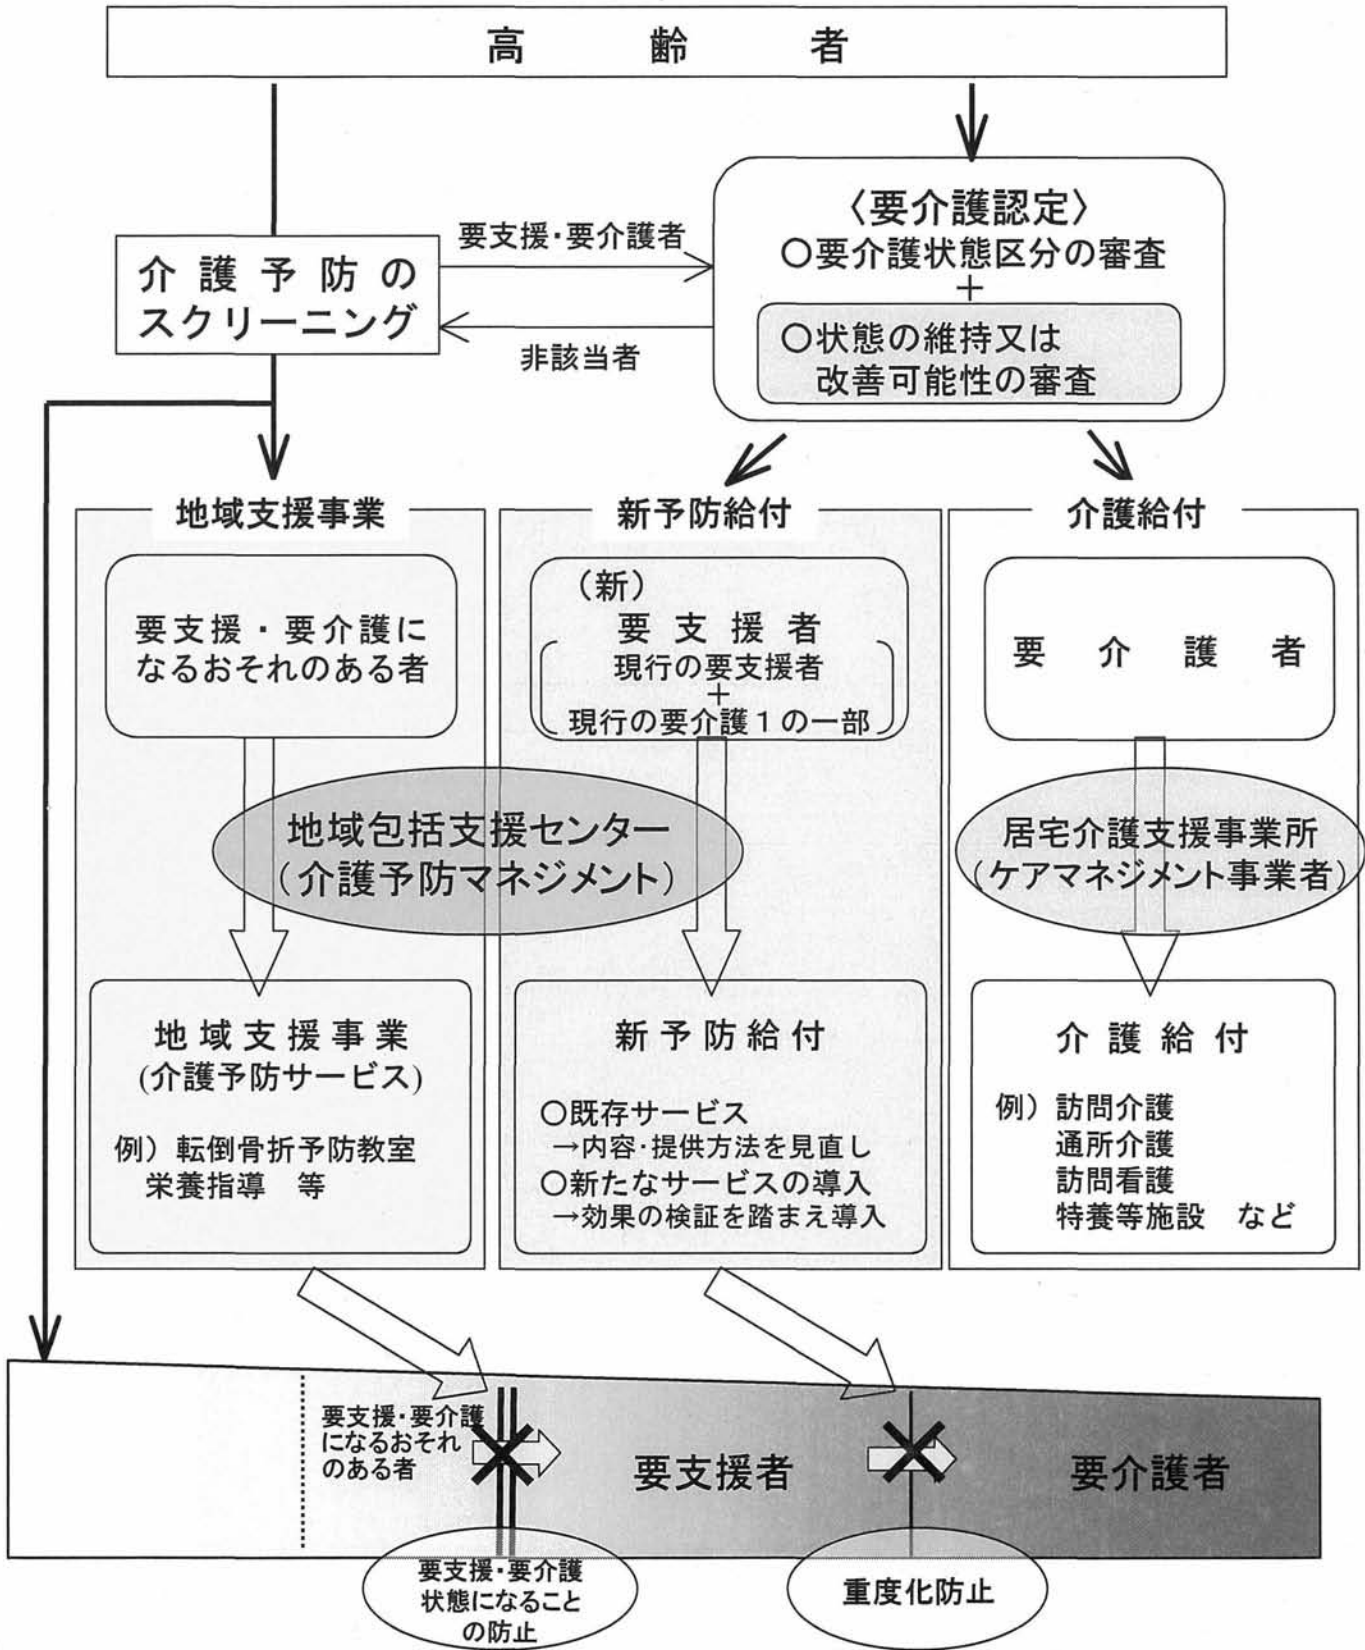 高齢者
〈要介護認定〉
○要介護状態区分の審査
＋
○状態の維持又は
改善可能性の審査
要支援・要介護者
非該当者
介護予防の
スクリーニング
地域支援事業
要支援・要介護に
なるおそれのある者
新予防給付
（新）
要支援者
現行の要支援者
＋
現行の要介護１の一部
介護給付
要介護者
地域包括支援センター
（介護予防マネジメント）
居宅介護支援事業所
（ケアマネジメント事業者）
地域支援事業
(介護予防サービス)
例）転倒骨折予防教室
栄養指導　等
新予防給付
○既存サービス
→内容・提供方法を見直し
○新たなサービスの導入
→効果の検証を踏まえ導入
介護給付
例）訪問介護
通所介護
訪問看護
特養等施設　など
要支援・要介護
になるおそれ
のある者
要支援者
要介護者
要支援・要介護
状態になること
の防止
重度化防止